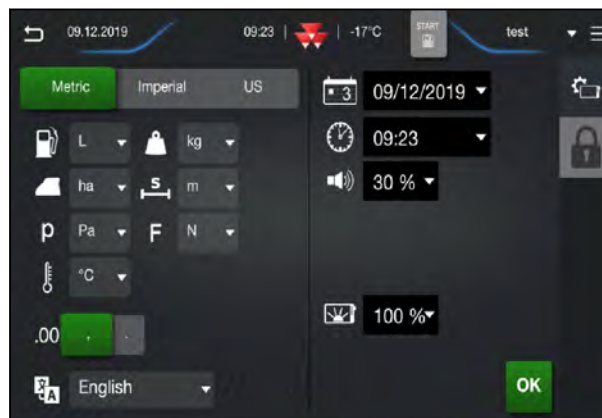 09.12.2019 09:23 -17°C START test
Metric Imperial US
L kg
ha S m
p Pa F N
°C
.00 , .
English
3 09/12/2019
09:23
30 %
100 %
OK